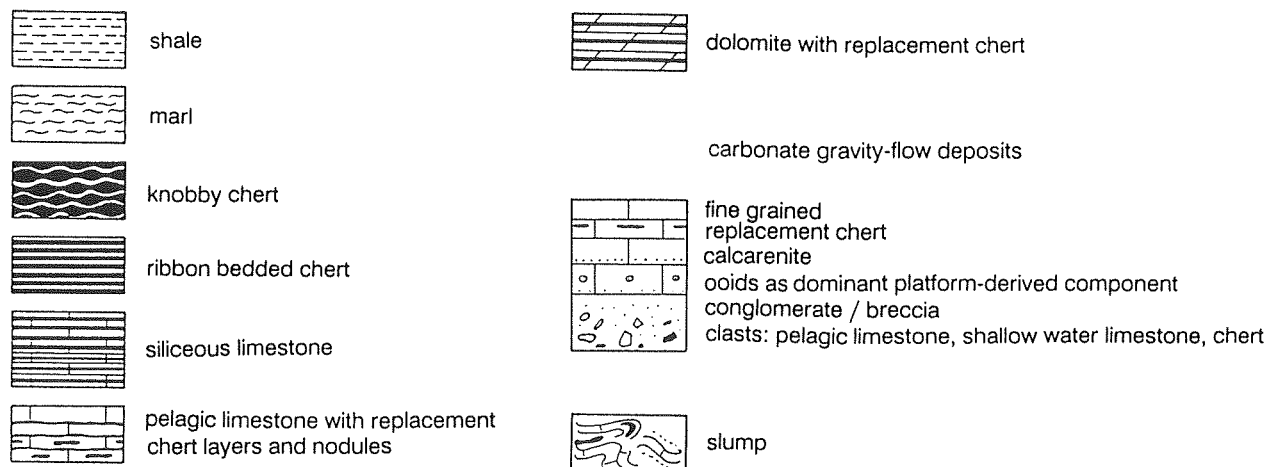 shale
marl
knobby chert
ribbon bedded chert
siliceous limestone
pelagic limestone with replacement
chert layers and nodules
dolomite with replacement chert
carbonate gravity-flow deposits
fine grained
replacement chert
calcarenite
ooids as dominant platform-derived component
conglomerate / breccia
clasts: pelagic limestone, shallow water limestone, chert
slump